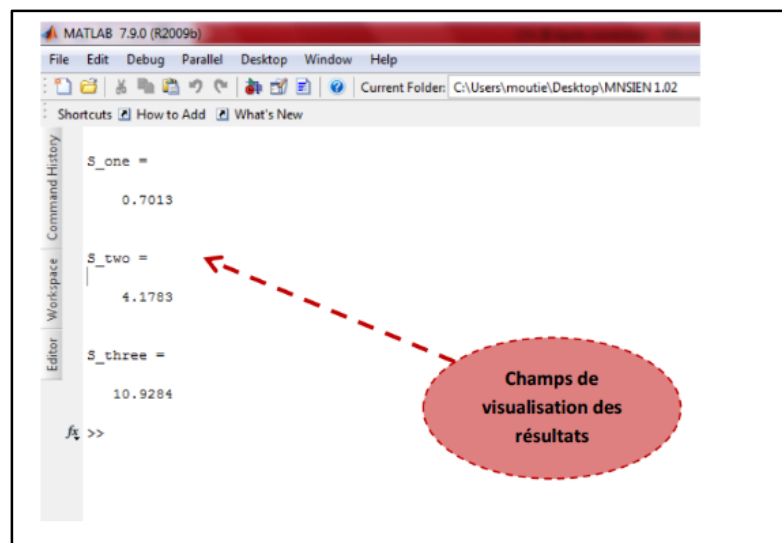 MATLAB 7.9.0 (R2009b)
File Edit Debug Parallel Desktop Window Help
Current Folder: C:\Users\moutie\Desktop\MNSIEN 1.02
Shortcuts How to Add What's New
Command History
Workspace
Editor
S_one =
0.7013
S_two =
4.1783
S_three =
10.9284
fx >>
Champs de
visualisation des
résultats